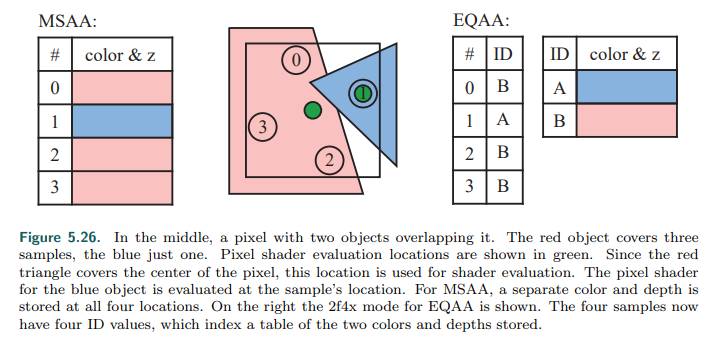 MSAA:
# color & z
0
1
2
3
0
1
3
2
EQAA:
# ID
0 B
1 A
2 B
3 B
ID color & z
A
B
Figure 5.26. In the middle, a pixel with two objects overlapping it. The red object covers three
samples, the blue just one. Pixel shader evaluation locations are shown in green. Since the red
triangle covers the center of the pixel, this location is used for shader evaluation. The pixel shader
for the blue object is evaluated at the sample's location. For MSAA, a separate color and depth is
stored at all four locations. On the right the 2f4x mode for EQAA is shown. The four samples now
have four ID values, which index a table of the two colors and depths stored.